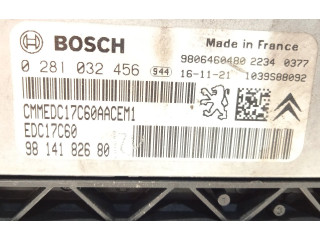 BOSCH
Made in France
9806460480 2234 0377
0 281 032 456 944 16-11-21 1039S88092
CMMEDC17C60AACEM1
EDC17C60
98 141 826 80